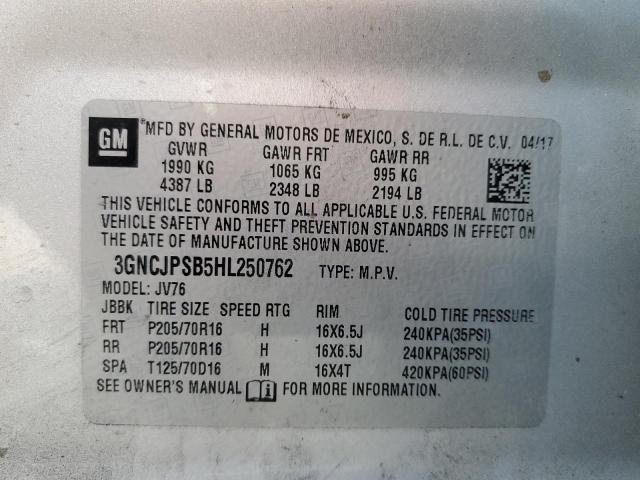 GM *MFD BY GENERAL MOTORS DE MEXICO, S. DE R.L. DE C.V. 04/17
GVWR GAWR FRT GAWR RR
1990 KG 1065 KG 995 KG
4387 LB 2348 LB 2194 LB
THIS VEHICLE CONFORMS TO ALL APPLICABLE U.S. FEDERAL MOTOR
VEHICLE SAFETY AND THEFT PREVENTION STANDARDS IN EFFECT ON
THE DATE OF MANUFACTURE SHOWN ABOVE.
3GNCJPSB5HL250762 TYPE: M.P.V.
MODEL: JV76
JBBK TIRE SIZE SPEED RTG RIM COLD TIRE PRESSURE
FRT P205/70R16 H 16X6.5J 240KPA(35PSI)
RR P205/70R16 H 16X6.5J 240KPA(35PSI)
SPA T125/70D16 M 16X4T 420KPA(60PSI)
SEE OWNER'S MANUAL FOR MORE INFORMATION.